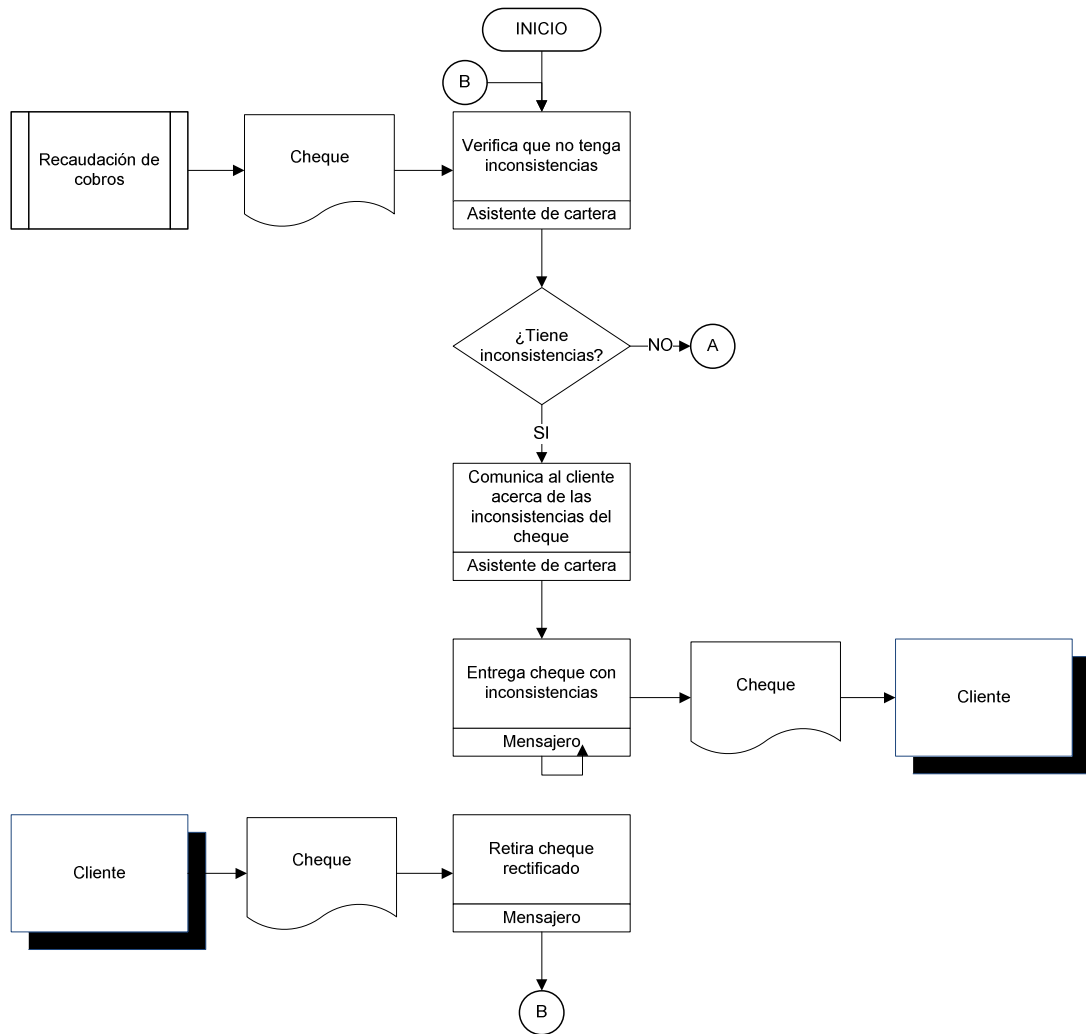 INICIO
B
Recaudación de
cobros
Cheque
Verifica que no tenga
inconsistencias
Asistente de cartera
¿Tiene
inconsistencias?
NO
A
SI
Comunica al cliente
acerca de las
inconsistencias del
cheque
Asistente de cartera
Entrega cheque con
inconsistencias
Mensajero
Cheque
Cliente
Cliente
Cheque
Retira cheque
rectificado
Mensajero
B